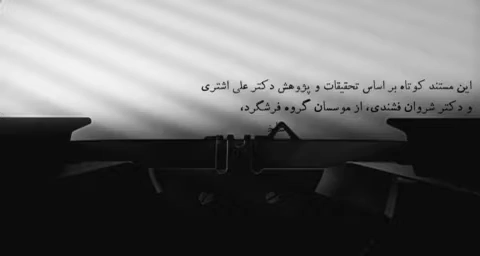 این مستند کوتاه بر اساس تحقیقات و پژوهش دکتر علی اشتری
و دکتر شروان فشندی، از موسسان گروه فرشگرد،